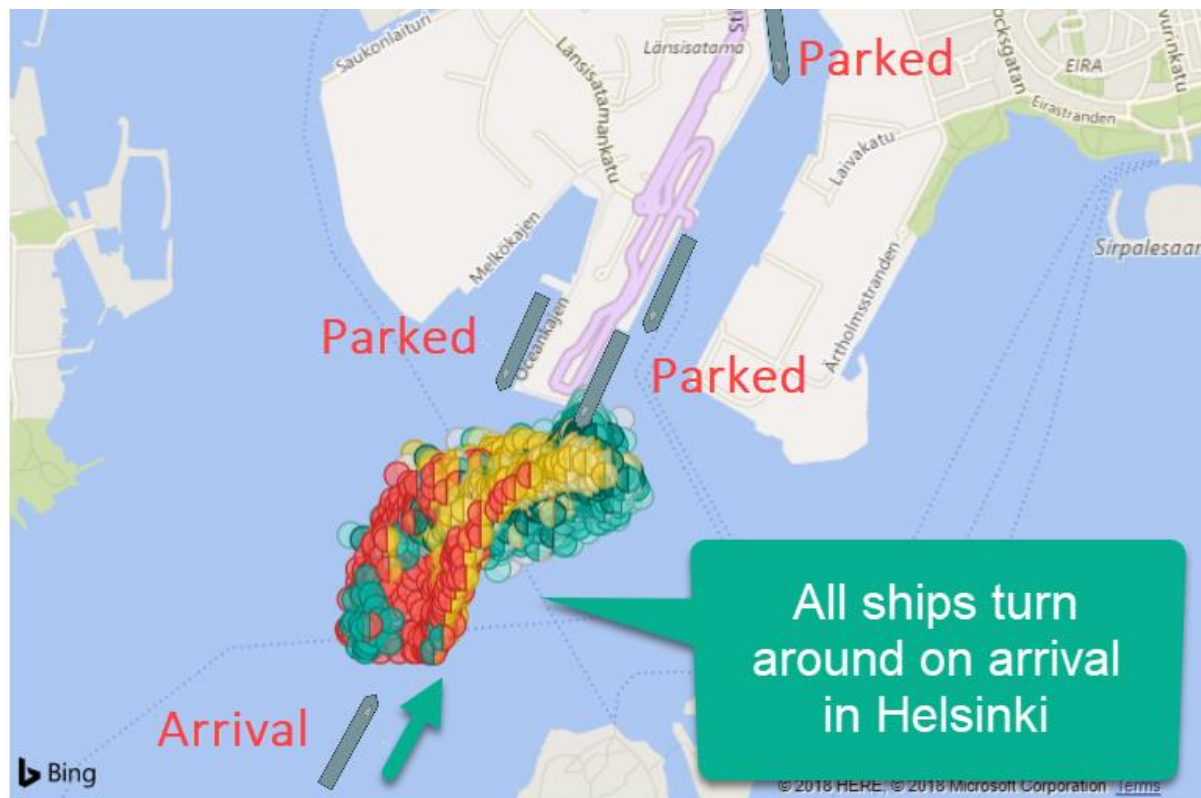 Saukonlaituri
Länsisatamankatu
Länsisatama
Parked
EIRA
Eirastranden
Laivakatu
Melkökajen
Sirpalesaar
Parked
Oceankajen
Parked
Ärtholmsstranden
All ships turn
around on arrival
in Helsinki
Arrival
Bing
© 2018 HERE, © 2018 Microsoft Corporation Terms